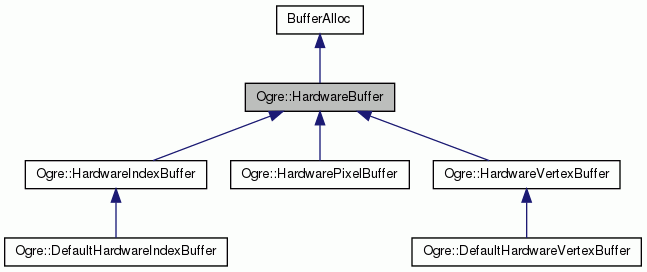 BufferAlloc
Ogre::HardwareBuffer
Ogre::HardwareIndexBuffer
Ogre::HardwarePixelBuffer
Ogre::HardwareVertexBuffer
Ogre::DefaultHardwareIndexBuffer
Ogre::DefaultHardwareVertexBuffer